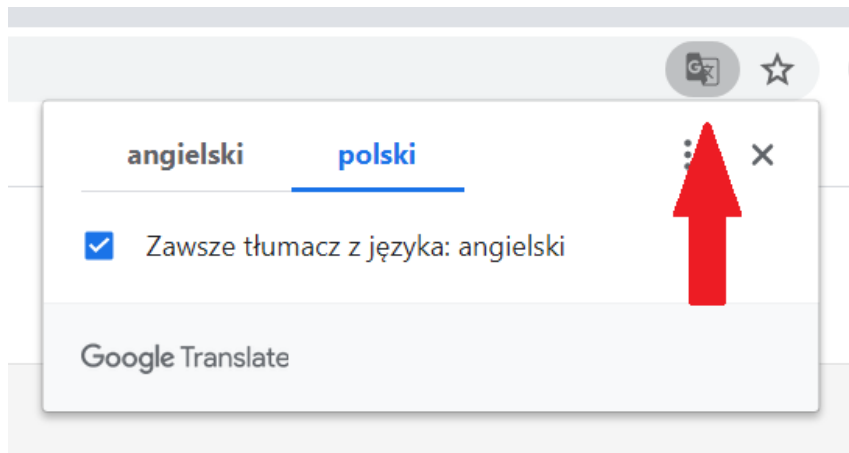 angielski polski
Zawsze tłumacz z języka: angielski
Google Translate